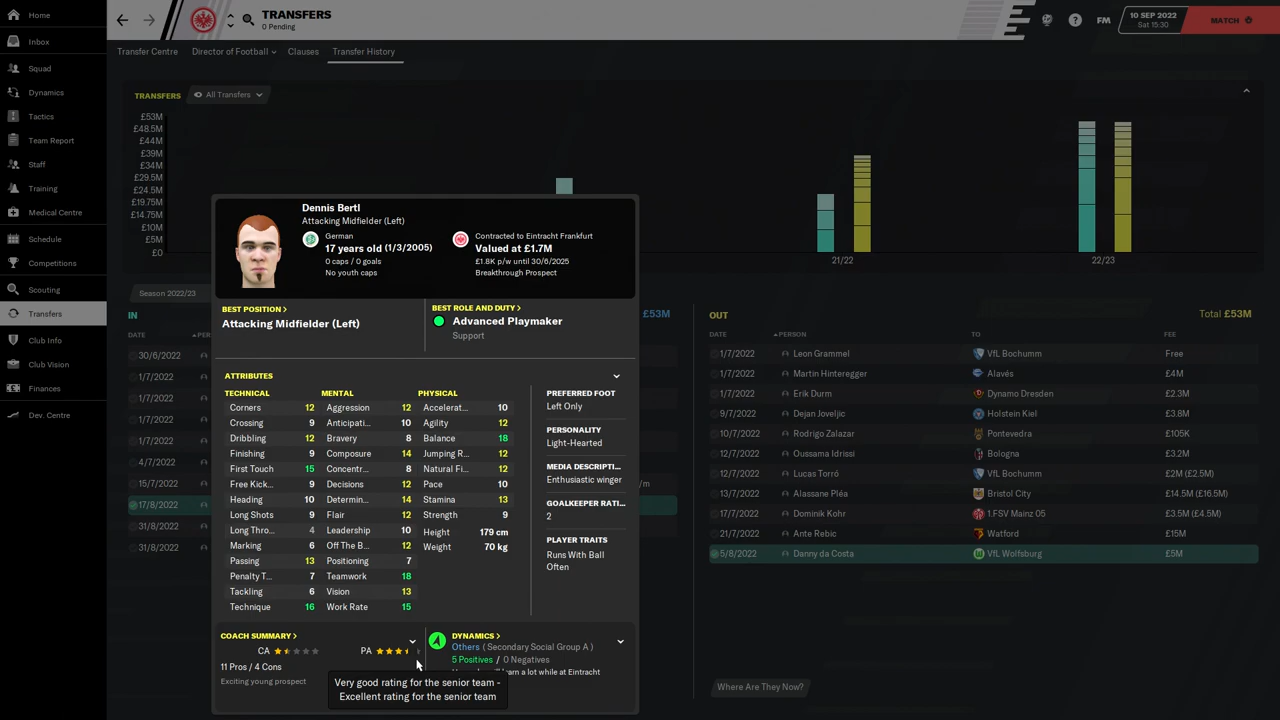 Home
Inbox
Squad
Dynamics
Tactics
Team Report
Staff
Training
Medical Centre
Schedule
Competitions
Scouting
Transfers
Club Info
Club Vision
Finances
Dev. Centre
TRANSFERS
0 Pending
FM
10 SEP 2022
Sat 15:30
MATCH
Transfer Centre
Director of Football
Clauses
Transfer History
TRANSFERS
All Transfers
£53M
£48.5M
£44M
£39M
£34M
£29.5M
£24.5M
£19.75M
£14.75M
£10M
£5M
£0
21/22
22/23
Season 2022/23
IN
£53M
DATE
30/6/2022
1/7/2022
1/7/2022
1/7/2022
1/7/2022
4/7/2022
15/7/2022
17/8/2022
31/8/2022
31/8/2022
/m
Dennis Bertl
Attacking Midfielder (Left)
German
17 years old (1/3/2005)
0 caps / 0 goals
No youth caps
Contracted to Eintracht Frankfurt
Valued at £1.7M
£1.8K p/w until 30/6/2025
Breakthrough Prospect
BEST POSITION
Attacking Midfielder (Left)
BEST ROLE AND DUTY
Advanced Playmaker
Support
ATTRIBUTES
TECHNICAL
Corners 12
Crossing 9
Dribbling 12
Finishing 9
First Touch 15
Free Kick... 9
Heading 10
Long Shots 9
Long Thro... 4
Marking 6
Passing 13
Penalty T... 7
Tackling 6
Technique 16
MENTAL
Aggression 12
Anticipati... 10
Bravery 8
Composure 14
Concentr... 8
Decisions 12
Determin... 14
Flair 12
Leadership 10
Off The B... 12
Positioning 7
Teamwork 18
Vision 13
Work Rate 15
PHYSICAL
Accelerat... 10
Agility 12
Balance 18
Jumping R... 12
Natural Fi... 12
Pace 10
Stamina 13
Strength 9
Height 179 cm
Weight 70 kg
PREFERRED FOOT
Left Only
PERSONALITY
Light-Hearted
MEDIA DESCRIPTI...
Enthusiastic winger
GOALKEEPER RATI...
2
PLAYER TRAITS
Runs With Ball
Often
COACH SUMMARY
CA
PA
11 Pros / 4 Cons
Exciting young prospect
DYNAMICS
Others ( Secondary Social Group A )
5 Positives / 0 Negatives
learn a lot while at Eintracht
Very good rating for the senior team -
Excellent rating for the senior team
OUT
Total £53M
DATE PERSON TO FEE
1/7/2022 Leon Grammel VfL Bochumm Free
1/7/2022 Martin Hinteregger Alavés £4M
1/7/2022 Erik Durm Dynamo Dresden £2.3M
9/7/2022 Dejan Joveljic Holstein Kiel £3.8M
10/7/2022 Rodrigo Zalazar Pontevedra £105K
12/7/2022 Oussama Idrissi Bologna £3.2M
12/7/2022 Lucas Torró VfL Bochumm £2M (£2.5M)
13/7/2022 Alassane Pléa Bristol City £14.5M (£16.5M)
17/7/2022 Dominik Kohr 1.FSV Mainz 05 £3.5M (£4.5M)
21/7/2022 Ante Rebic Watford £15M
5/8/2022 Danny da Costa VfL Wolfsburg £5M
Where Are They Now?